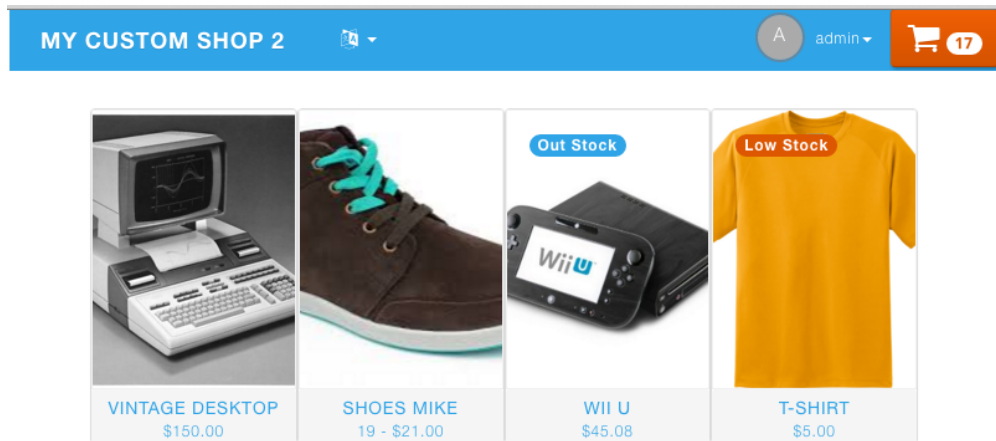 MY CUSTOM SHOP 2
A
admin
17
Out Stock
Low Stock
Wii U
VINTAGE DESKTOP
SHOES MIKE
WII U
T-SHIRT
$150.00
19 - $21.00
$45.08
$5.00